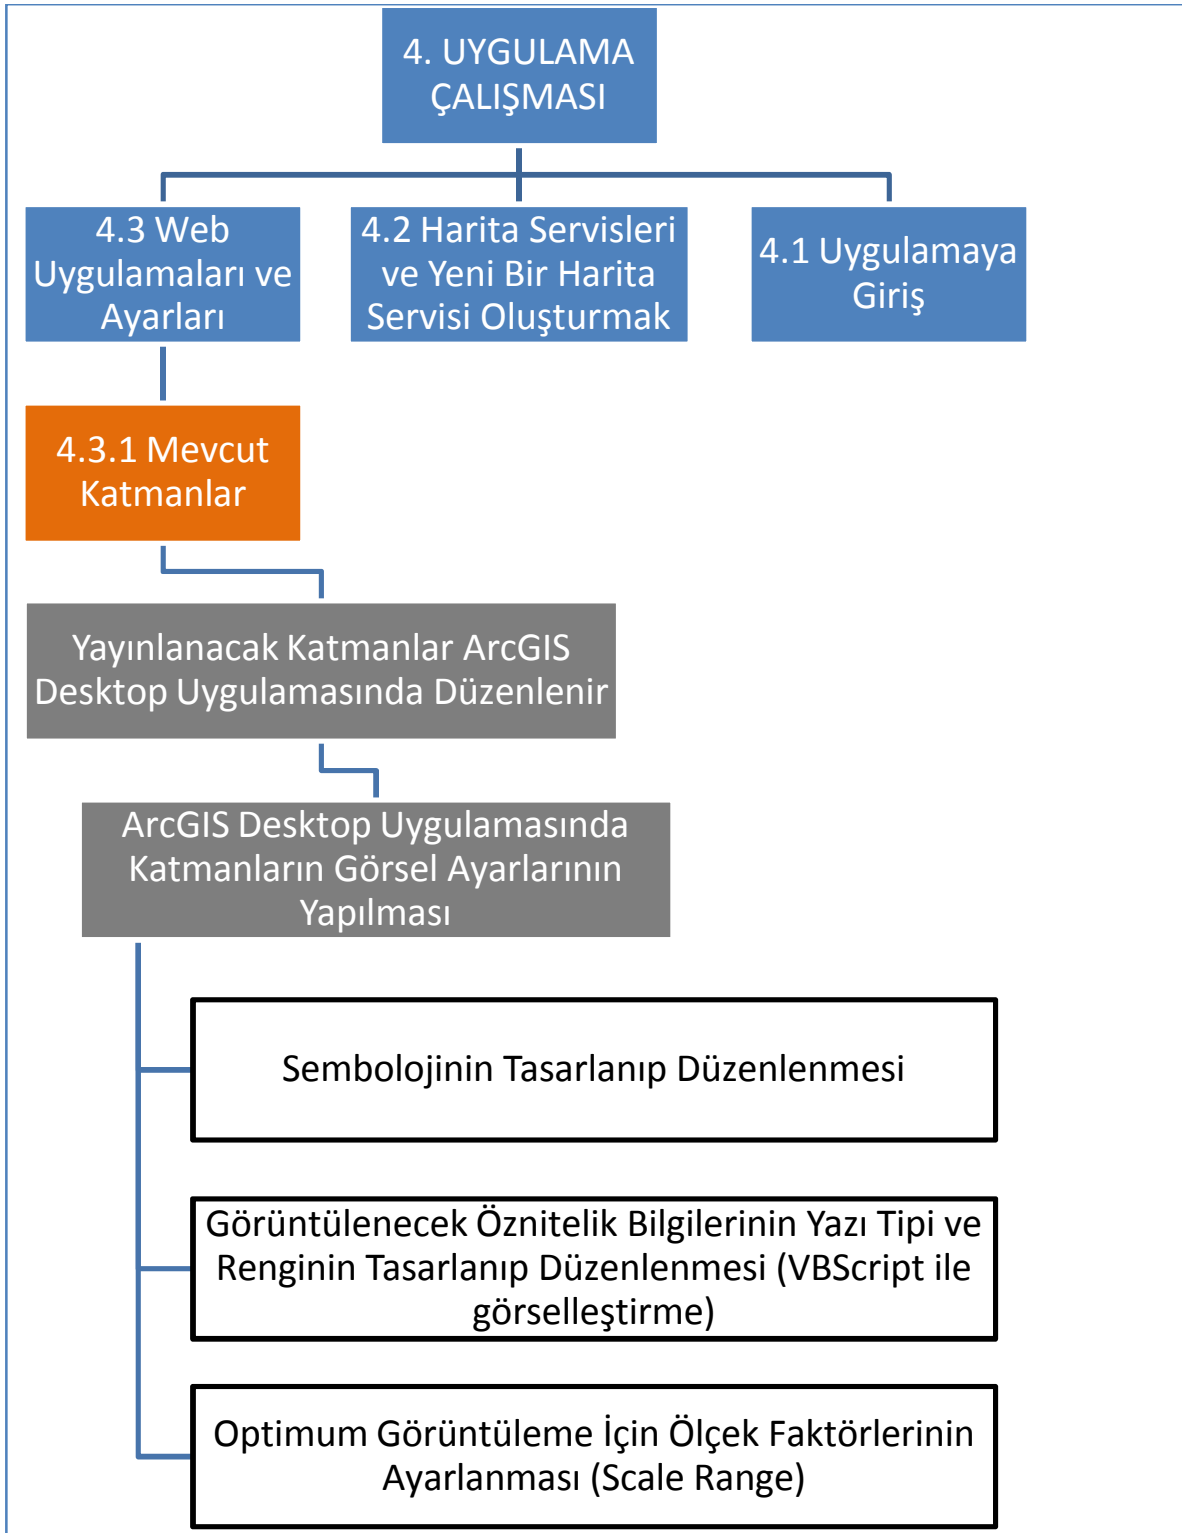 4. UYGULAMA
ÇALIŞMASI
4.3 Web
Uygulamaları ve
Ayarları
4.2 Harita Servisleri
ve Yeni Bir Harita
Servisi Oluşturmak
4.1 Uygulamaya
Giriş
4.3.1 Mevcut
Katmanlar
Yayınlanacak Katmanlar ArcGIS
Desktop Uygulamasında Düzenlenir
ArcGIS Desktop Uygulamasında
Katmanların Görsel Ayarlarının
Yapılması
Sembolojinin Tasarlanıp Düzenlenmesi
Görüntülenecek Öznitelik Bilgilerinin Yazı Tipi ve
Renginin Tasarlanıp Düzenlenmesi (VBScript ile
görselleştirme)
Optimum Görüntüleme İçin Ölçek Faktörlerinin
Ayarlanması (Scale Range)